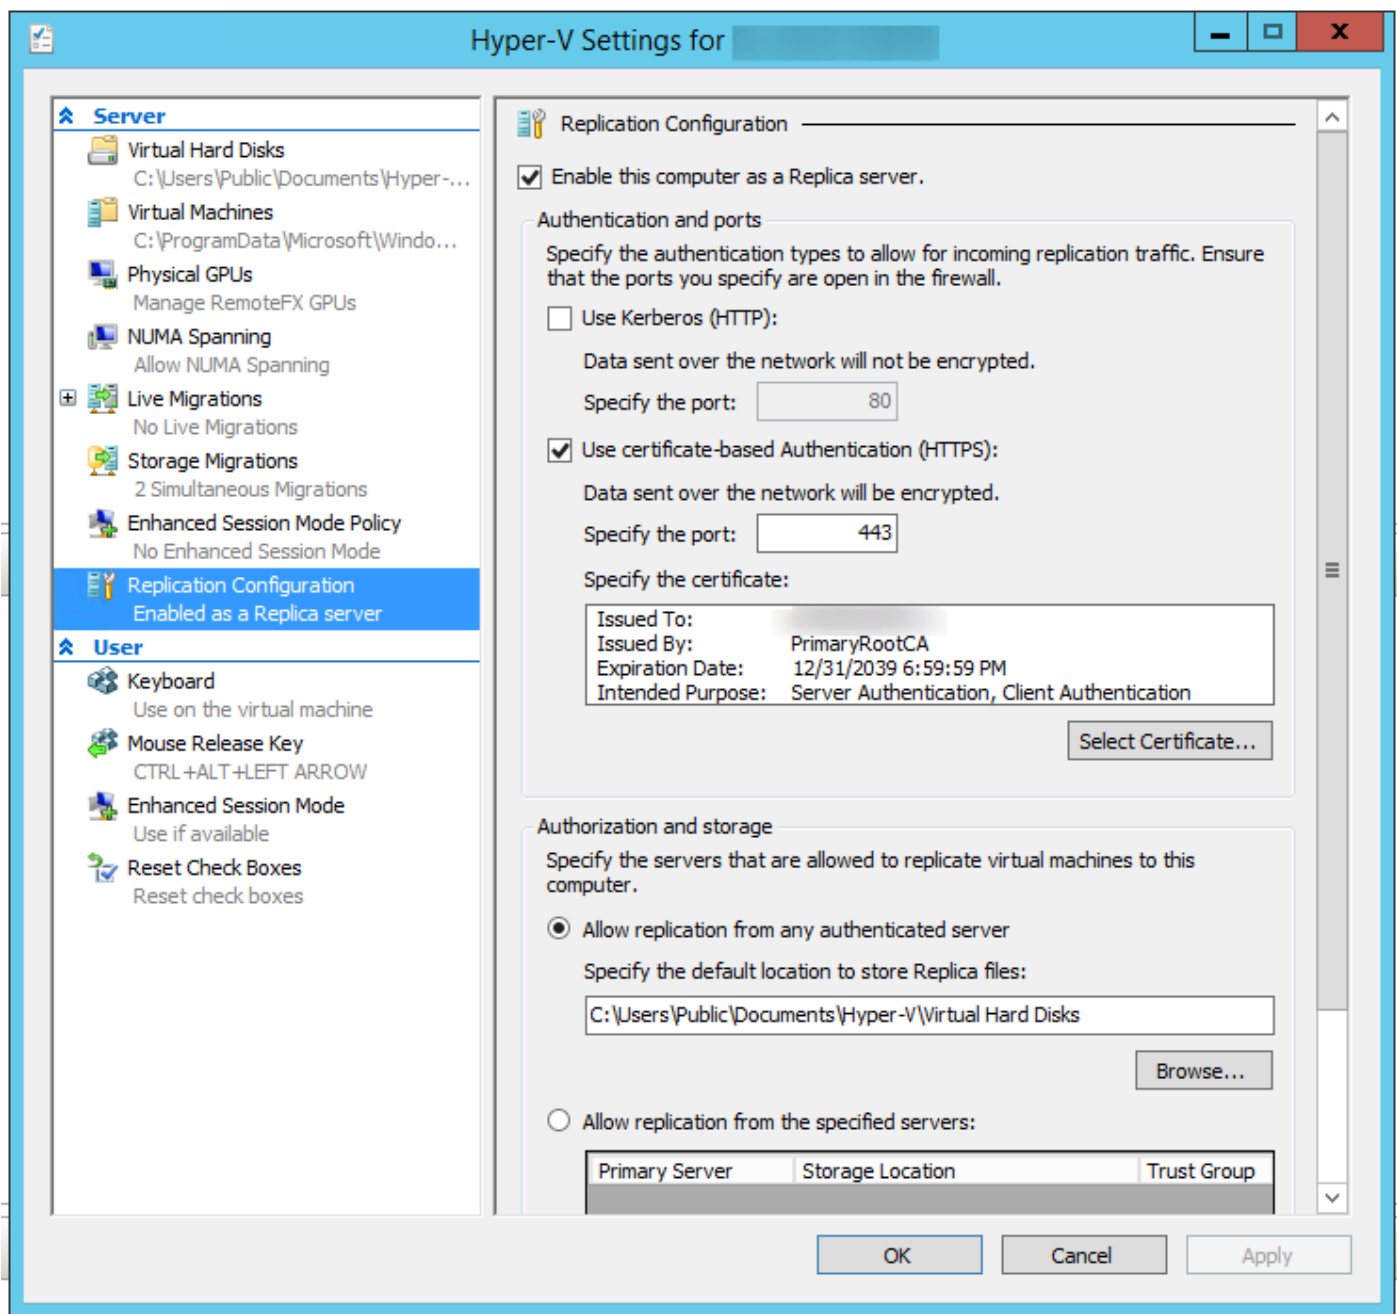 Hyper-V Settings for
Server
Virtual Hard Disks
C:\Users\Public\Documents\Hyper-...
Virtual Machines
C:\ProgramData\Microsoft\Windo...
Physical GPUs
Manage RemoteFX GPUs
NUMA Spanning
Allow NUMA Spanning
Live Migrations
No Live Migrations
Storage Migrations
2 Simultaneous Migrations
Enhanced Session Mode Policy
No Enhanced Session Mode
Replication Configuration
Enabled as a Replica server
User
Keyboard
Use on the virtual machine
Mouse Release Key
CTRL+ALT+LEFT ARROW
Enhanced Session Mode
Use if available
Reset Check Boxes
Reset check boxes
Replication Configuration
Enable this computer as a Replica server.
Authentication and ports
Specify the authentication types to allow for incoming replication traffic. Ensure
that the ports you specify are open in the firewall.
Use Kerberos (HTTP):
Data sent over the network will not be encrypted.
Specify the port: 80
Use certificate-based Authentication (HTTPS):
Data sent over the network will be encrypted.
Specify the port: 443
Specify the certificate:
Issued To:
Issued By: PrimaryRootCA
Expiration Date: 12/31/2039 6:59:59 PM
Intended Purpose: Server Authentication, Client Authentication
Select Certificate...
Authorization and storage
Specify the servers that are allowed to replicate virtual machines to this
computer.
Allow replication from any authenticated server
Specify the default location to store Replica files:
C:\Users\Public\Documents\Hyper-V\Virtual Hard Disks
Browse...
Allow replication from the specified servers:
Primary Server Storage Location Trust Group
OK Cancel Apply